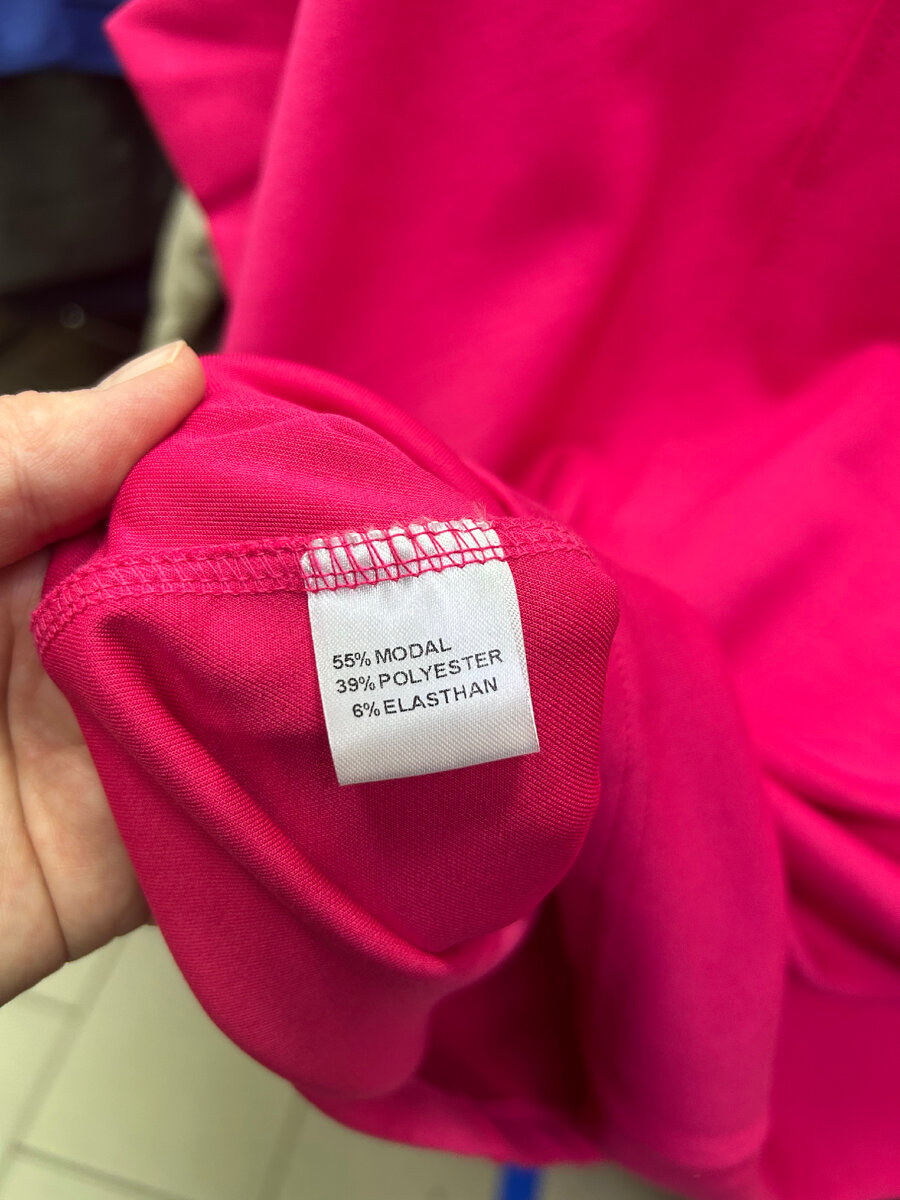 55% MODAL
39% POLYESTER
6% ELASTHAN